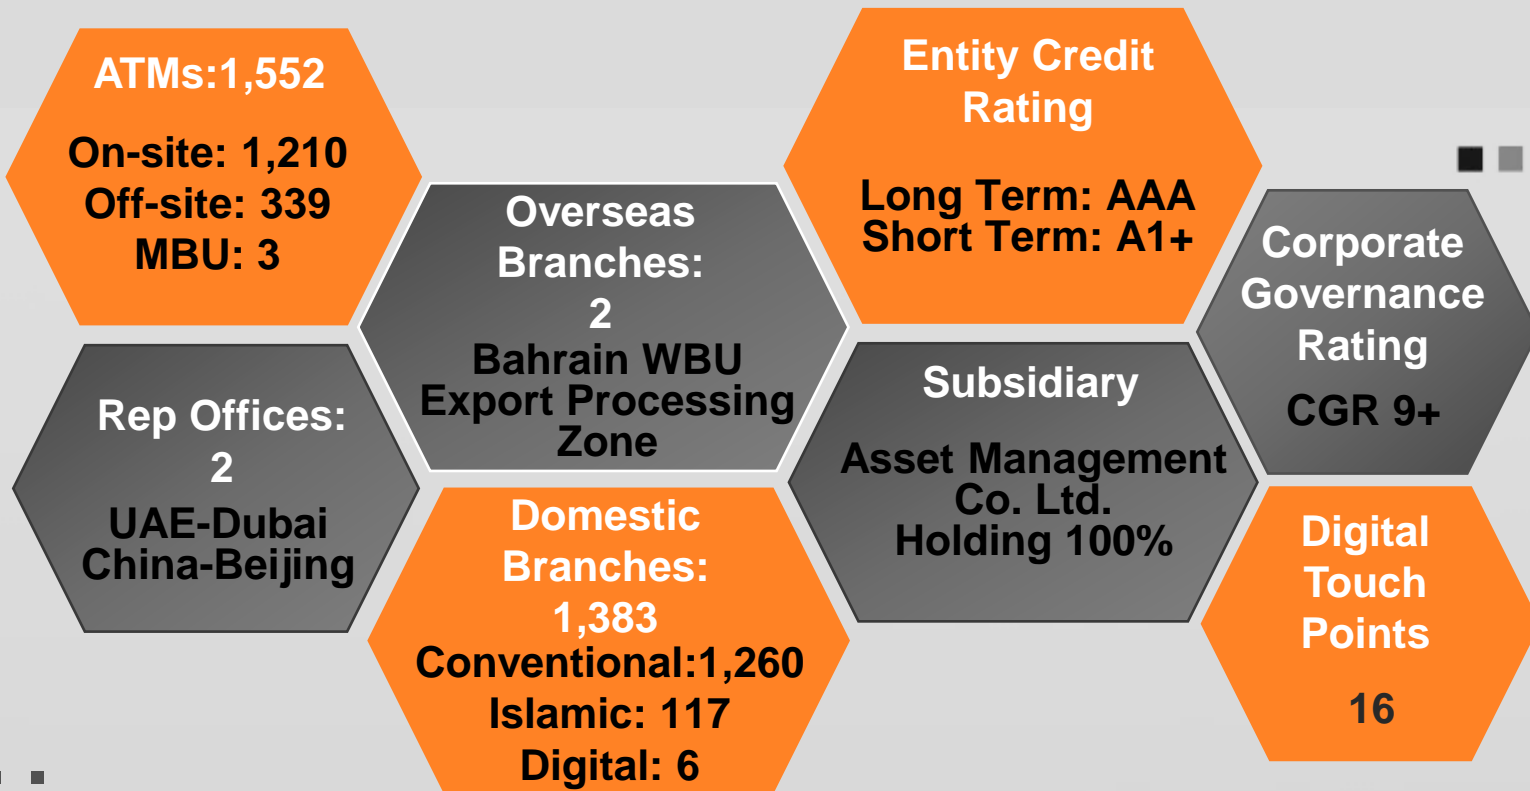 ATMs:1,552
On-site: 1,210
Off-site: 339
MBU: 3
Rep Offices:
2
UAE-Dubai
China-Beijing
Overseas
Branches:
2
Bahrain WBU
Export Processing
Zone
Domestic
Branches:
1,383
Conventional:1,260
Islamic: 117
Digital: 6
Entity Credit
Rating
Long Term: AAA
Short Term: A1+
Subsidiary
Asset Management
Co. Ltd.
Holding 100%
Corporate
Governance
Rating
CGR 9+
Digital
Touch
Points
16